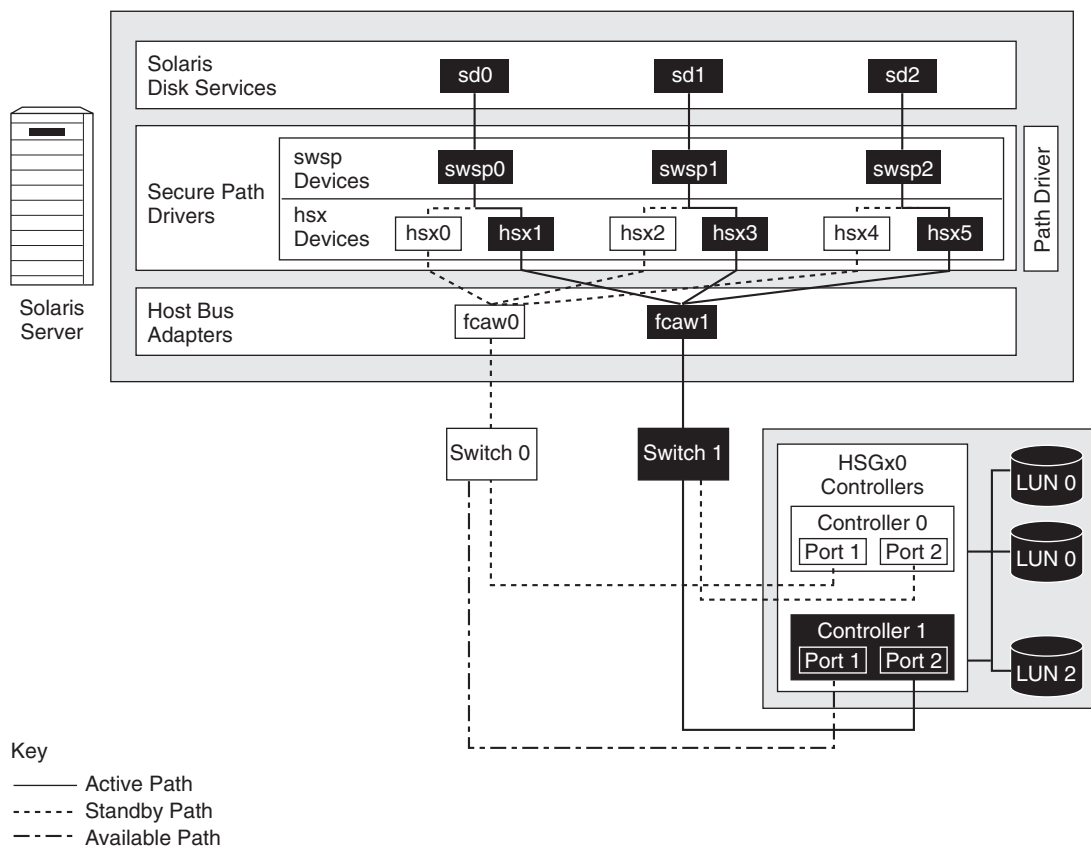 Solaris
Disk Services
sd0
sd1
sd2
Secure Path
Drivers
swsp
Devices
swsp0
swsp1
swsp2
hsx
Devices
hsx0
hsx1
hsx2
hsx3
hsx4
hsx5
Path Driver
Solaris
Server
Host Bus
Adapters
fcaw0
fcaw1
Switch 0
Switch 1
HSGx0
Controllers
Controller 0
Port 1
Port 2
Controller 1
Port 1
Port 2
LUN 0
LUN 0
LUN 2
Key
Active Path
Standby Path
Available Path